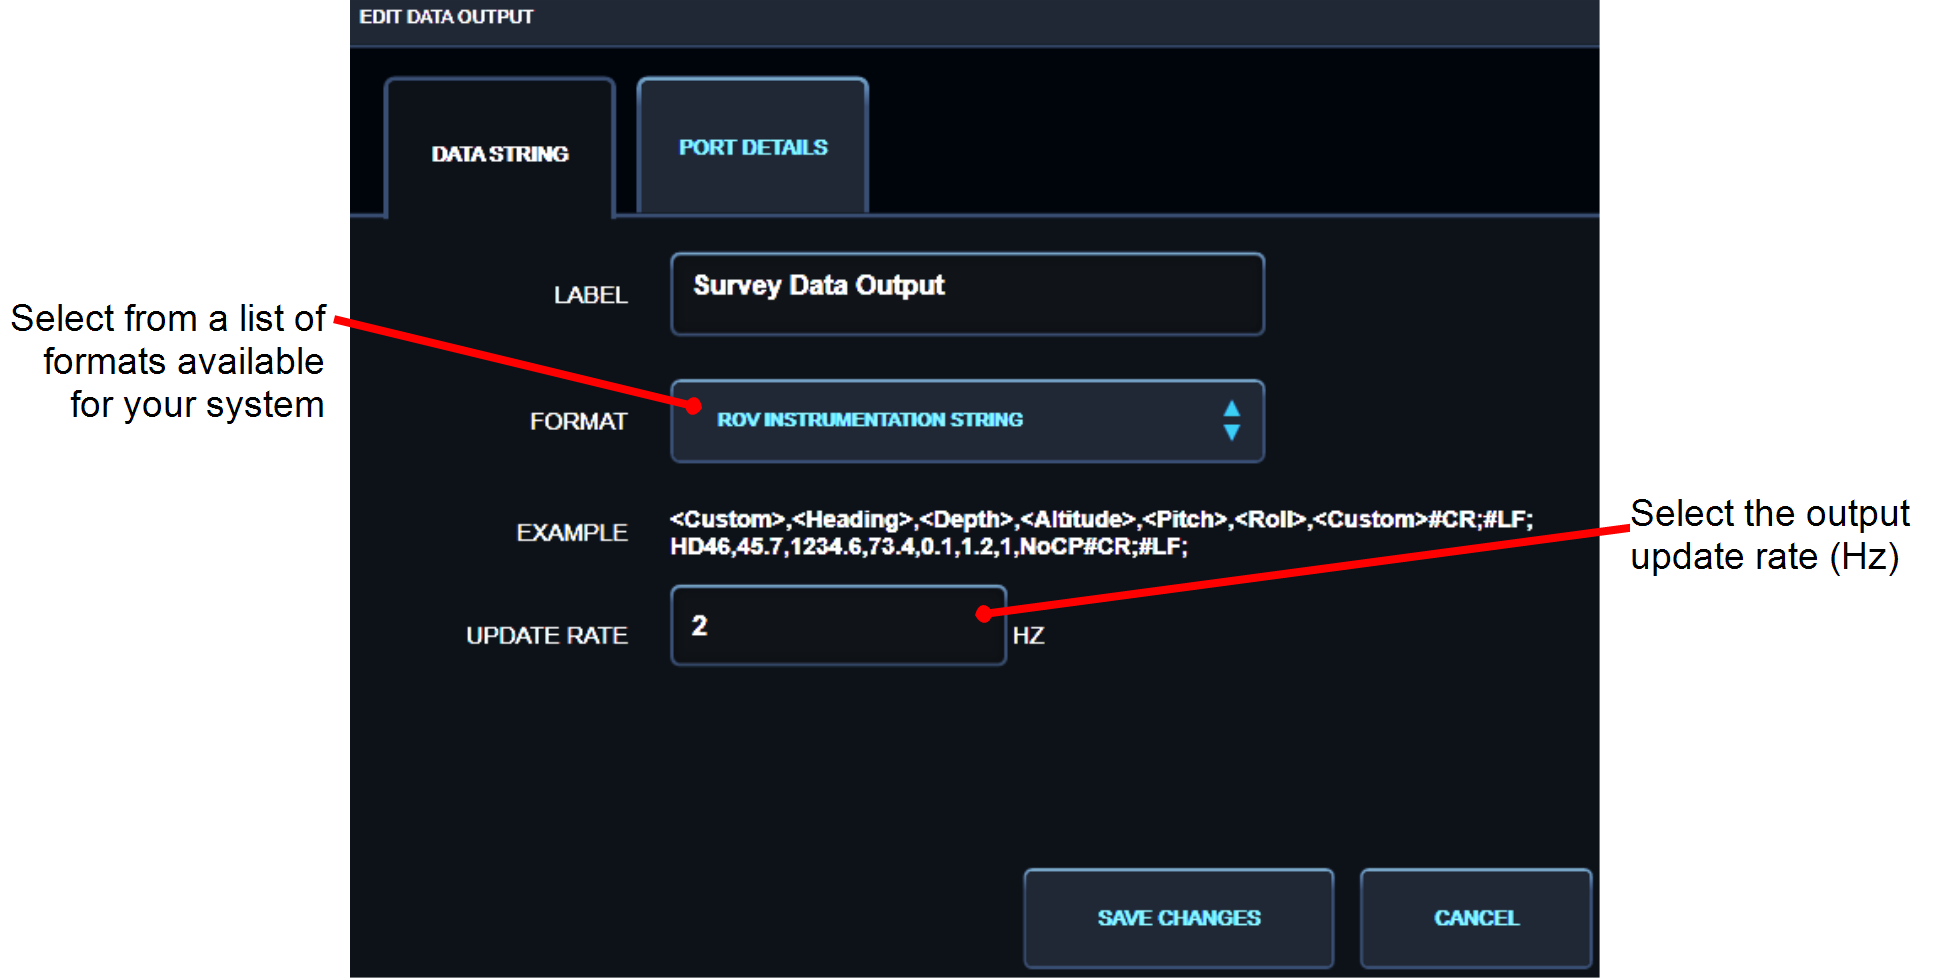 EDIT DATA OUTPUT
DATA STRING
PORT DETAILS
LABEL
Survey Data Output
Select from a list of
formats available
for your system
FORMAT
ROV INSTRUMENTATION STRING
EXAMPLE
<Custom>,<Heading>,<Depth>,<Altitude>,<Pitch>,<Roll>,<Custom>#CR;#LF;
HD46,45.7,1234.6,73.4,0.1,1.2,1,NoCP#CR;#LF;
Select the output
update rate (Hz)
UPDATE RATE
2
HZ
SAVE CHANGES
CANCEL